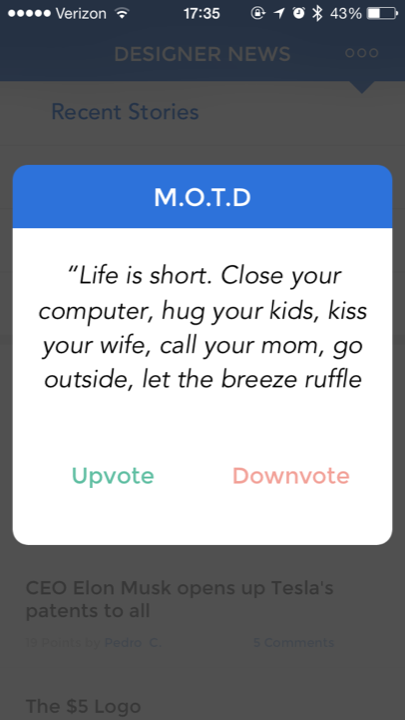 Verizon 17:35 43%
DESIGNER NEWS
Recent Stories
M.O.T.D
“Life is short. Close your
computer, hug your kids, kiss
your wife, call your mom, go
outside, let the breeze ruffle
Upvote Downvote
CEO Elon Musk opens up Tesla's
patents to all
19 Points by Pedro C. 5 Comments
The $5 Logo